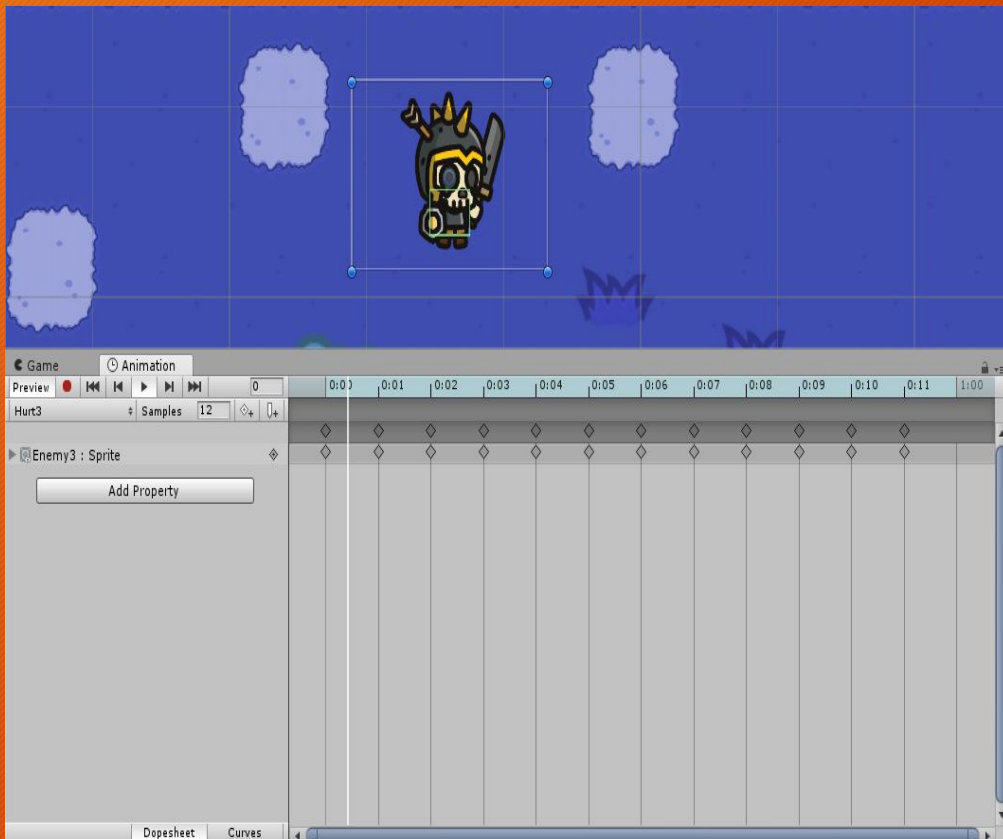 Game Animation
Preview 0 0:00 0:01 0:02 0:03 0:04 0:05 0:06 0:07 0:08 0:09 0:10 0:11 1:00
Hurt3 Samples 12
Enemy3 : Sprite
Add Property
Dopesheet Curves